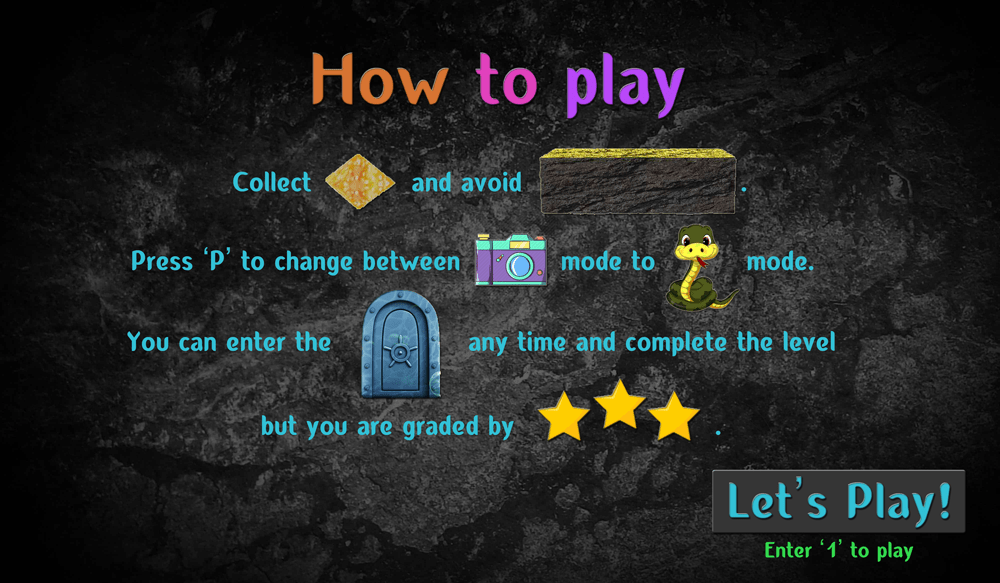 How to play
Collect and avoid .
Press ‘P’ to change between mode to mode.
You can enter the any time and complete the level
but you are graded by .
Let’s Play!
Enter ‘1’ to play